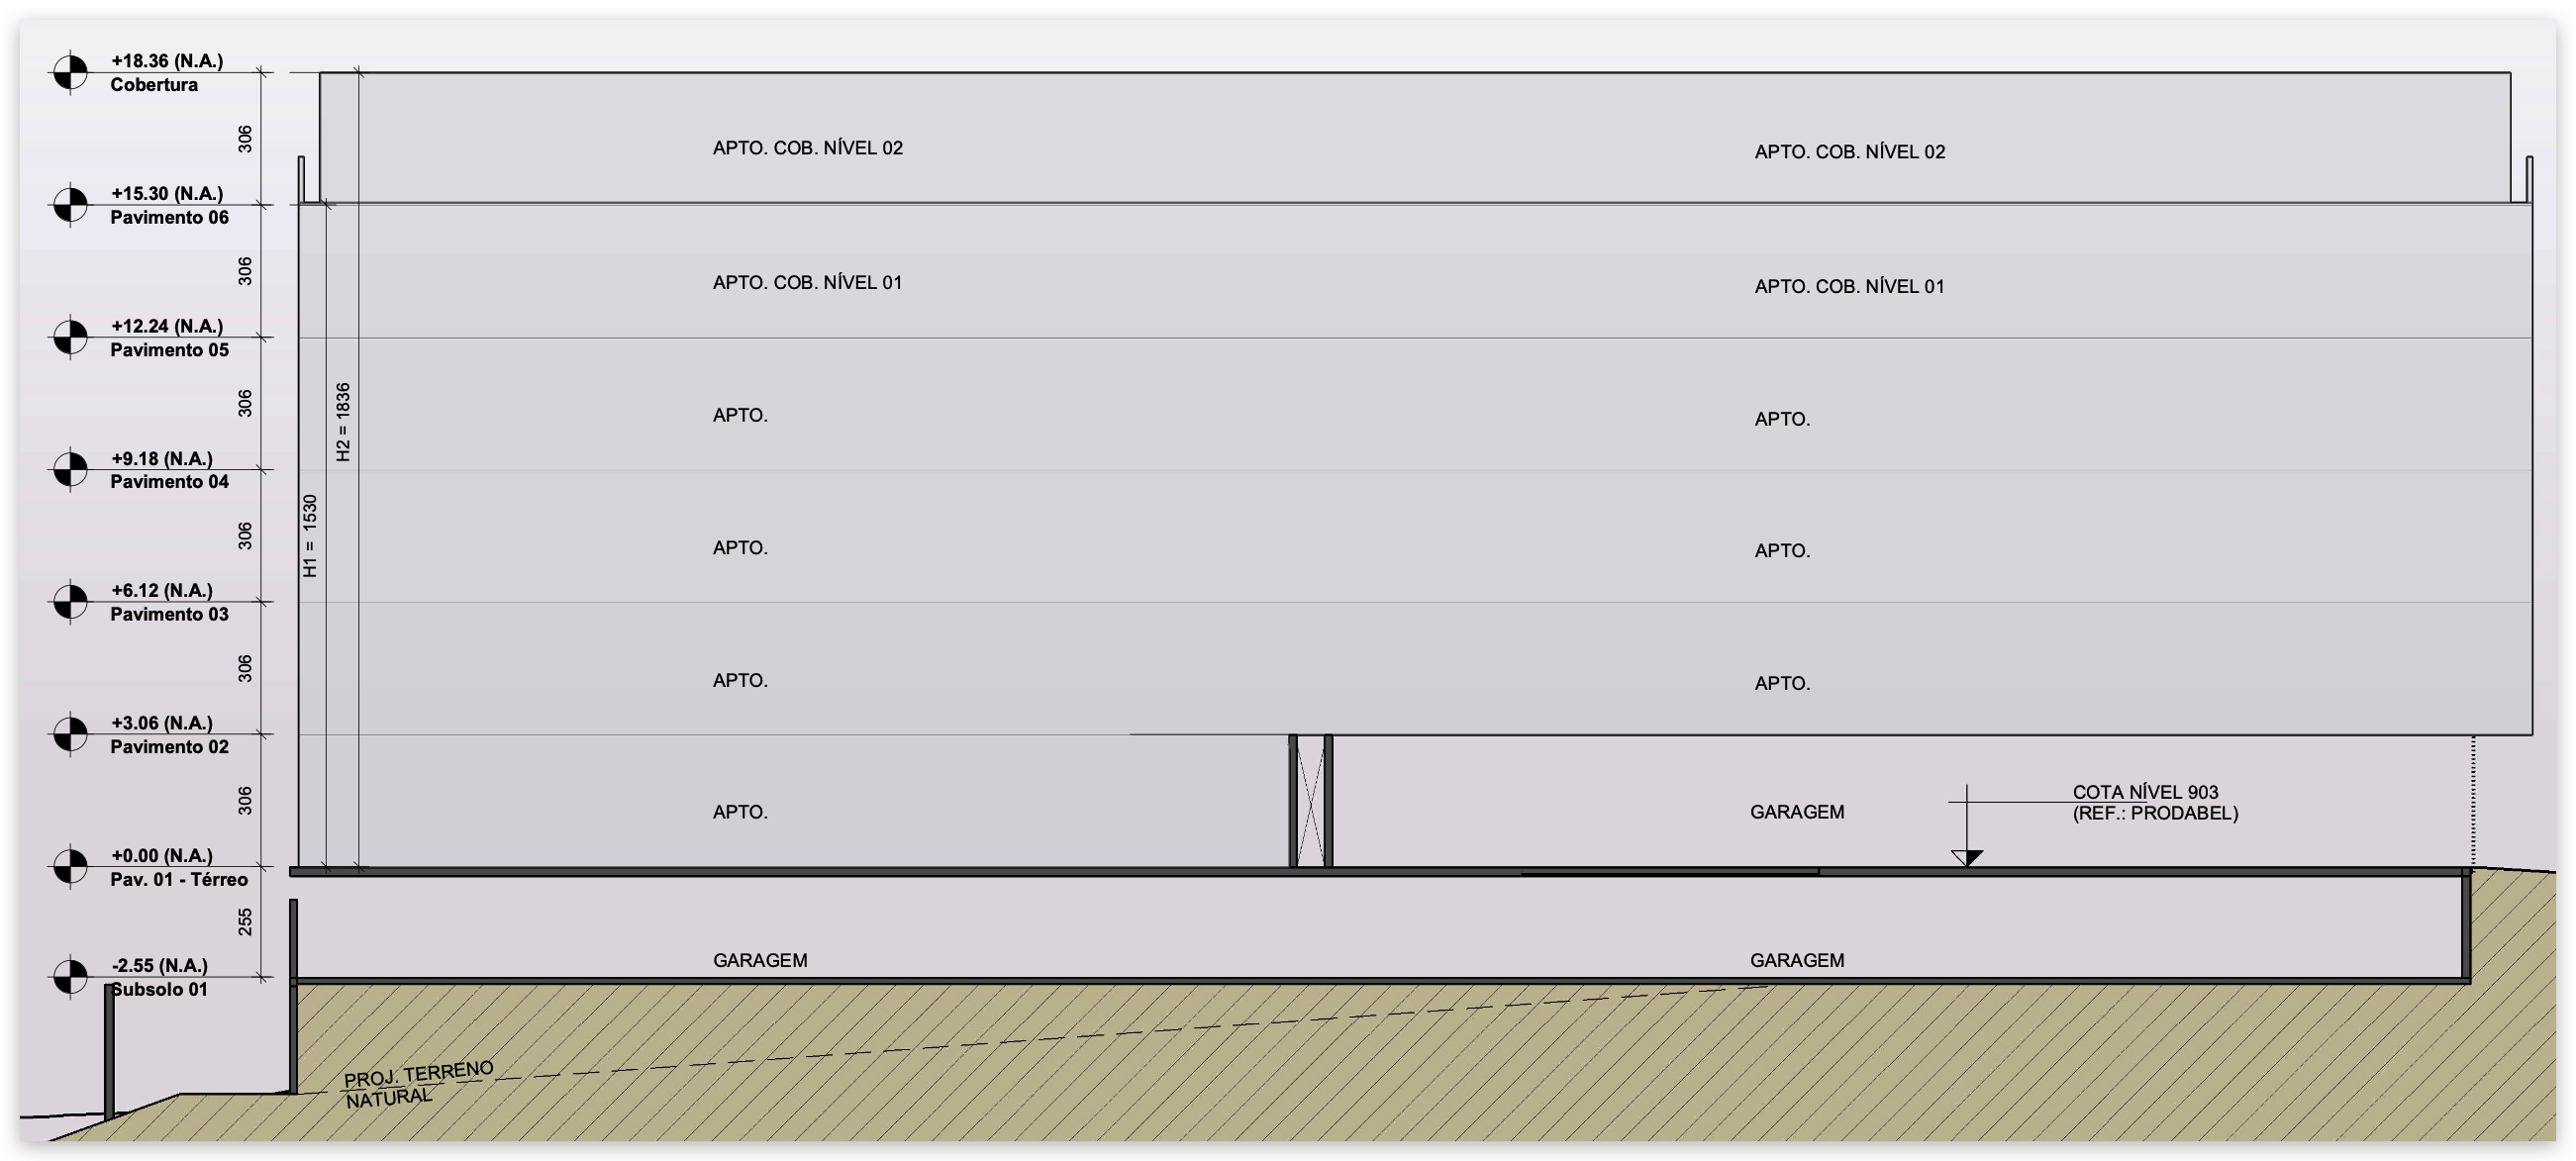 +18.36 (N.A.)
Cobertura
306
APTO. COB. NÍVEL 02
APTO. COB. NÍVEL 02
+15.30 (N.A.)
Pavimento 06
306
APTO. COB. NÍVEL 01
APTO. COB. NÍVEL 01
+12.24 (N.A.)
Pavimento 05
306
H2 = 1836
APTO.
APTO.
+9.18 (N.A.)
Pavimento 04
306
H1 = 1530
APTO.
APTO.
+6.12 (N.A.)
Pavimento 03
306
APTO.
APTO.
+3.06 (N.A.)
Pavimento 02
306
APTO.
GARAGEM
COTA NÍVEL 903
(REF.: PRODABEL)
+0.00 (N.A.)
Pav. 01 - Térreo
255
GARAGEM
GARAGEM
-2.55 (N.A.)
Subsolo 01
PROJ. TERRENO
NATURAL